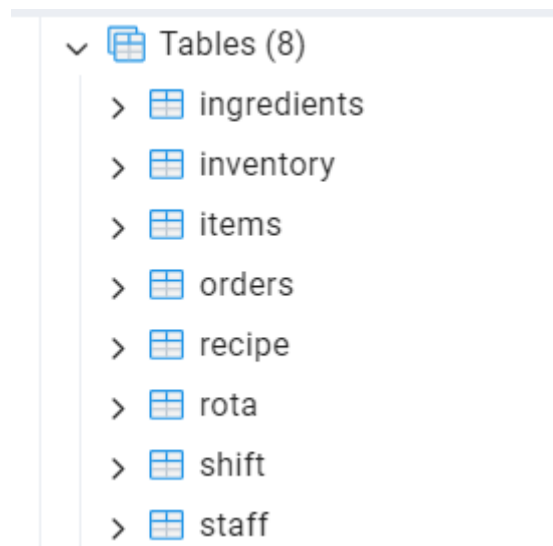 Tables (8)
ingredients
inventory
items
orders
recipe
rota
shift
staff